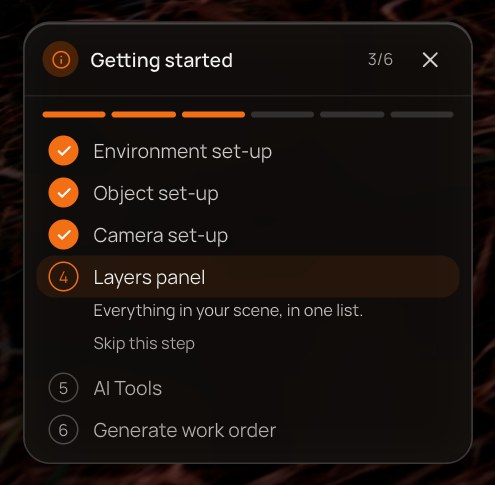 Getting started 3/6
Environment set-up
Object set-up
Camera set-up
4 Layers panel
Everything in your scene, in one list.
Skip this step
5 AI Tools
6 Generate work order